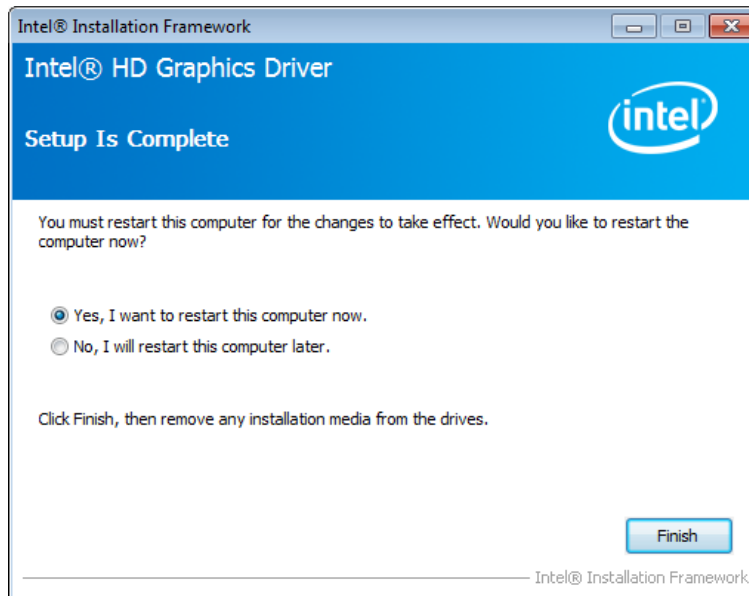 Intel® Installation Framework
Intel® HD Graphics Driver
intel®
Setup Is Complete
You must restart this computer for the changes to take effect. Would you like to restart the
computer now?
Yes, I want to restart this computer now.
No, I will restart this computer later.
Click Finish, then remove any installation media from the drives.
Finish
Intel® Installation Framework